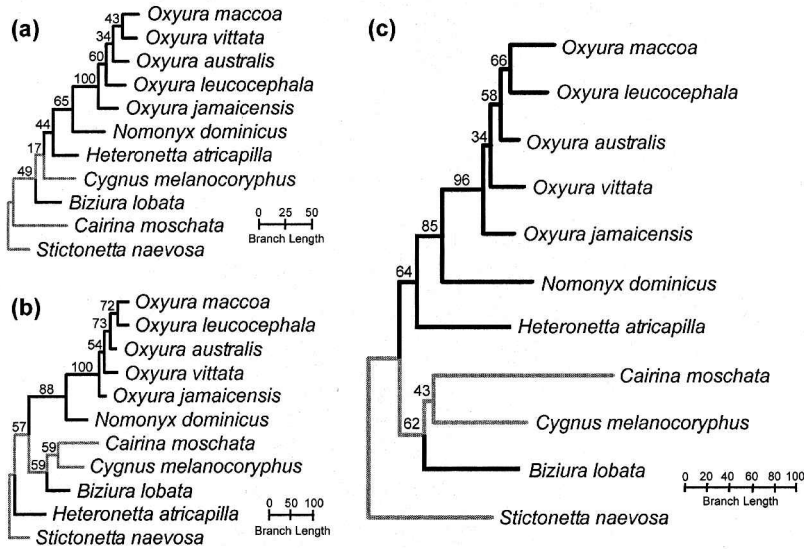 (a)
43
Oxyura maccoa
34
Oxyura vittata
60
Oxyura australis
100
Oxyura leucocephala
65
Oxyura jamaicensis
44
Nomonyx dominicus
17
Heteronetta atricapilla
49
Cygnus melanocoryphus
Biziura lobata
Cairina moschata
Stictonetta naevosa
0 25 50
Branch Length
(b)
72
Oxyura maccoa
73
Oxyura leucocephala
54
Oxyura australis
100
Oxyura vittata
88
Oxyura jamaicensis
Nomonyx dominicus
57
59
Cairina moschata
59
Cygnus melanocoryphus
Biziura lobata
Heteronetta atricapilla
Stictonetta naevosa
0 50 100
Branch Length
(c)
66
Oxyura maccoa
58
Oxyura leucocephala
34
Oxyura australis
96
Oxyura vittata
85
Oxyura jamaicensis
64
Nomonyx dominicus
Heteronetta atricapilla
43
Cairina moschata
62
Cygnus melanocoryphus
Biziura lobata
Stictonetta naevosa
0 20 40 60 80 100
Branch Length